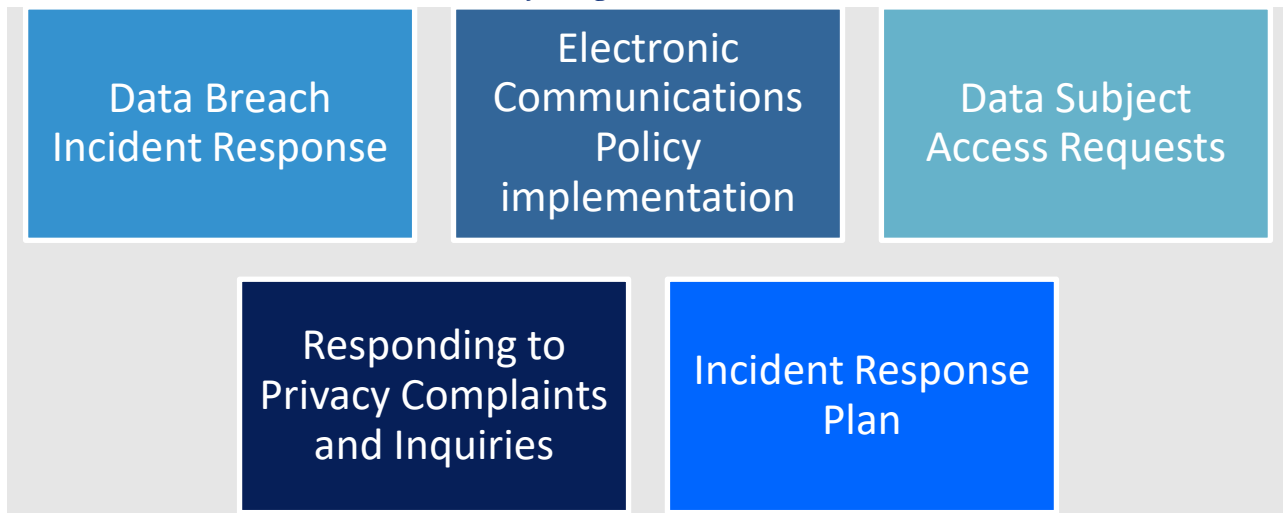 Data Breach
Incident Response
Electronic
Communications
Policy
implementation
Data Subject
Access Requests
Responding to
Privacy Complaints
and Inquiries
Incident Response
Plan